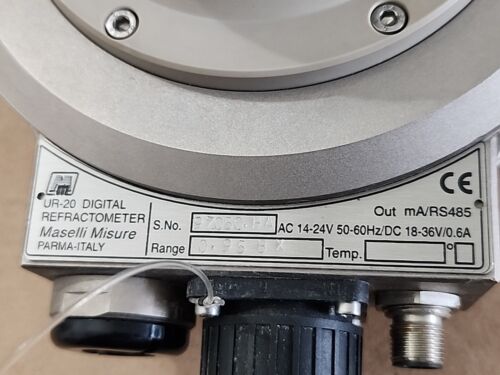 UR-20 DIGITAL
REFRACTOMETER
Maselli Misure
PARMA-ITALY
CE
Out mA/RS485
S.No. AC 14-24V 50-60Hz/DC 18-36V/0.6A
Range Temp. °